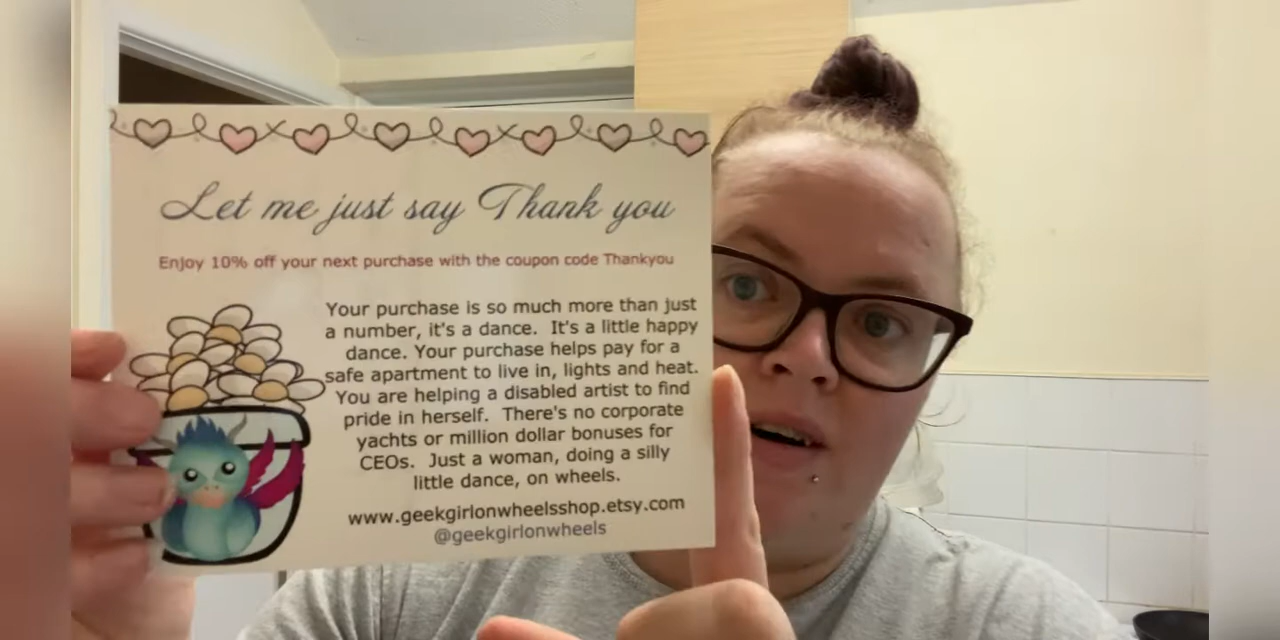 Let me just say Thank you
Enjoy 10% off your next purchase with the coupon code Thankyou
Your purchase is so much more than just
a number, it's a dance. It's a little happy
dance. Your purchase helps pay for a
safe apartment to live in, lights and heat.
You are helping a disabled artist to find
pride in herself. There's no corporate
yachts or million dollar bonuses for
CEOs. Just a woman, doing a silly
little dance, on wheels.
www.geekgirlonwheelsshop.etsy.com
@geekgirlonwheels